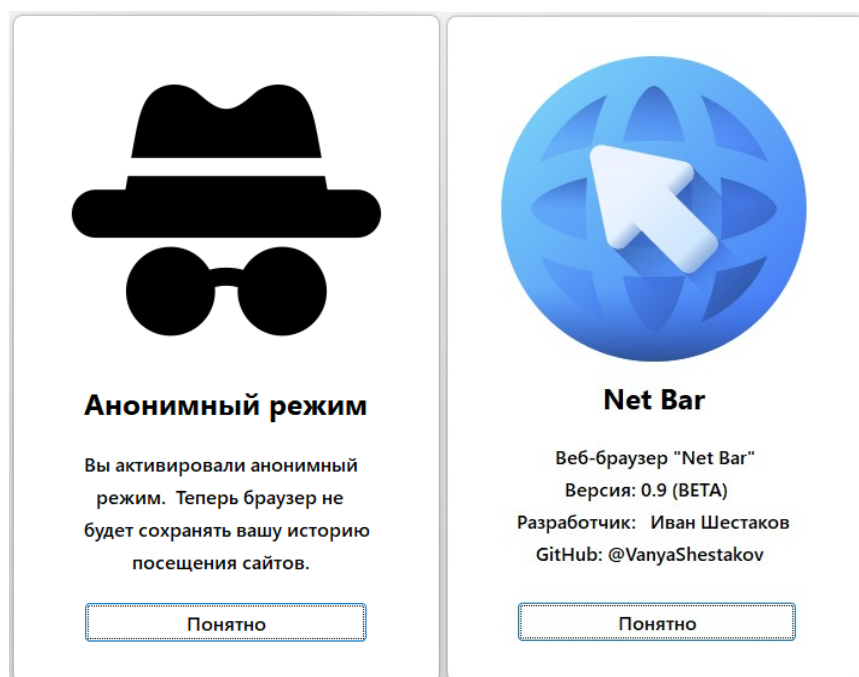 Анонимный режим
Вы активировали анонимный
режим. Теперь браузер не
будет сохранять вашу историю
посещения сайтов.
Понятно
Net Bar
Веб-браузер "Net Bar"
Версия: 0.9 (BETA)
Разработчик: Иван Шестаков
GitHub: @VanyaShestakov
Понятно